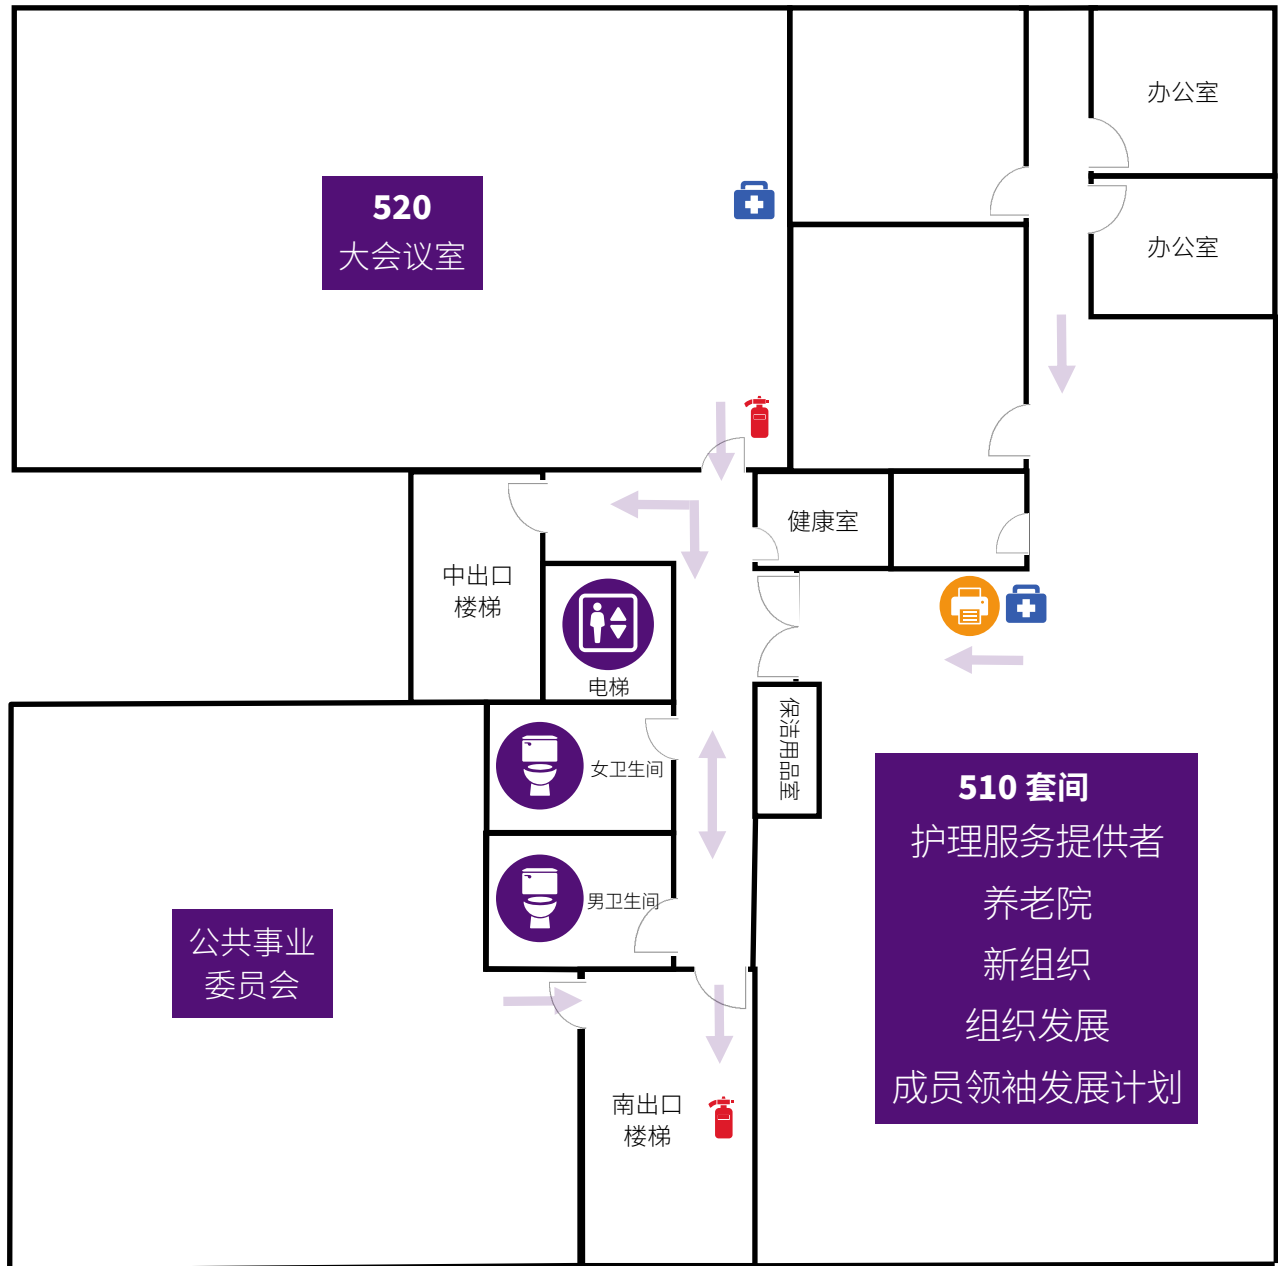 办公室
办公室
520
大会议室
健康室
中出口
楼梯
电梯
保洁用品室
女卫生间
男卫生间
510 套间
护理服务提供者
养老院
新组织
组织发展
成员领袖发展计划
公共事业
委员会
南出口
楼梯